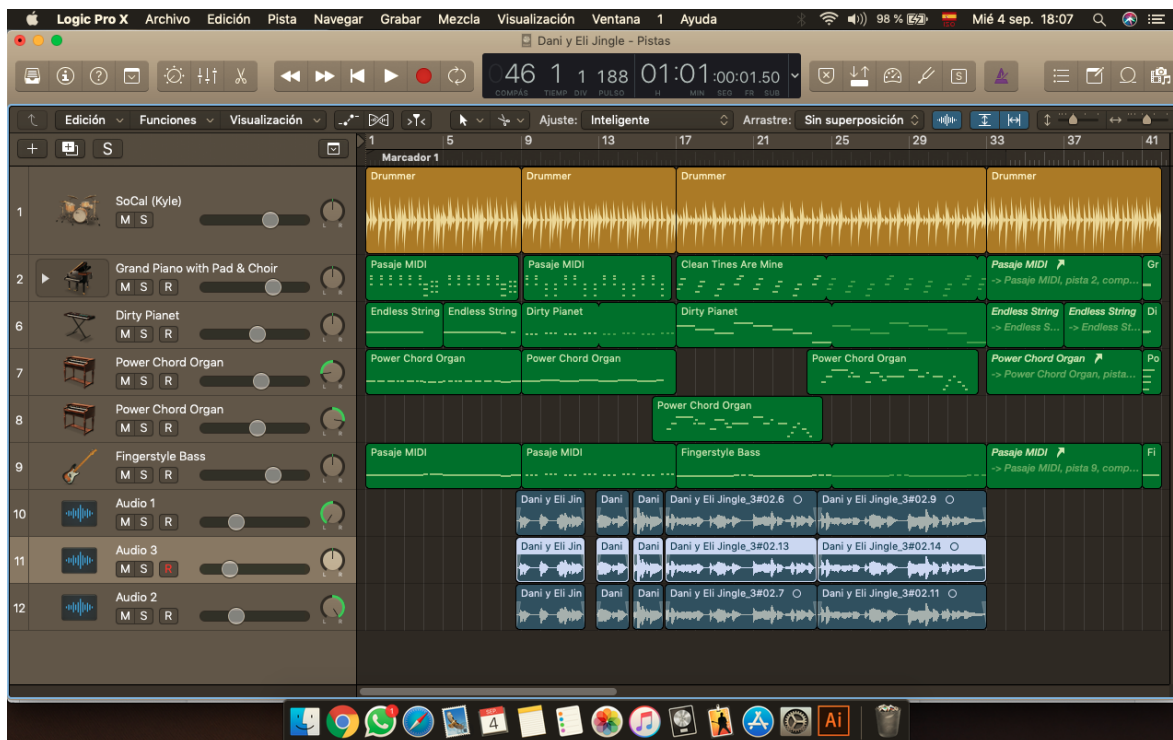 Logic Pro X Archivo Edición Pista Navegar Grabar Mezcla Visualización Ventana 1 Ayuda 98 % Mié 4 sep. 18:07
Dani y Eli Jingle - Pistas
046 1 1 188 01:01:00:01.50
COMPÁS TIEMP DIV PULSO H MIN SEG FR SUB
Edición Funciones Visualización Ajuste: Inteligente Arrastre: Sin superposición
S 1 5 9 13 17 21 25 29 33 37 41
Marcador 1
Drummer Drummer Drummer Drummer
1 SoCal (Kyle)
M S
Pasaje MIDI Pasaje MIDI Clean Tines Are Mine Pasaje MIDI Gr
2 Grand Piano with Pad & Choir -> Pasaje MIDI, pista 2, comp...
M S R
Endless String Endless String Dirty Pianet Dirty Pianet Endless String Endless String Di
6 Dirty Pianet -> Endless S... -> Endless St...
M S R
Power Chord Organ Power Chord Organ Power Chord Organ Power Chord Organ Po
7 Power Chord Organ -> Power Chord Organ, pista...
M S R
Power Chord Organ
8 Power Chord Organ
M S R
Pasaje MIDI Pasaje MIDI Fingerstyle Bass Pasaje MIDI Fi
9 Fingerstyle Bass -> Pasaje MIDI, pista 9, comp...
M S R
Dani y Eli Jin Dani Dani Dani y Eli Jingle_3#02.6 Dani y Eli Jingle_3#02.9
10 Audio 1
M S R
Dani y Eli Jin Dani Dani Dani y Eli Jingle_3#02.13 Dani y Eli Jingle_3#02.14
11 Audio 3
M S R
Dani y Eli Jin Dani Dani Dani y Eli Jingle_3#02.7 Dani y Eli Jingle_3#02.11
12 Audio 2
M S R
SEP. 4 1 Ai